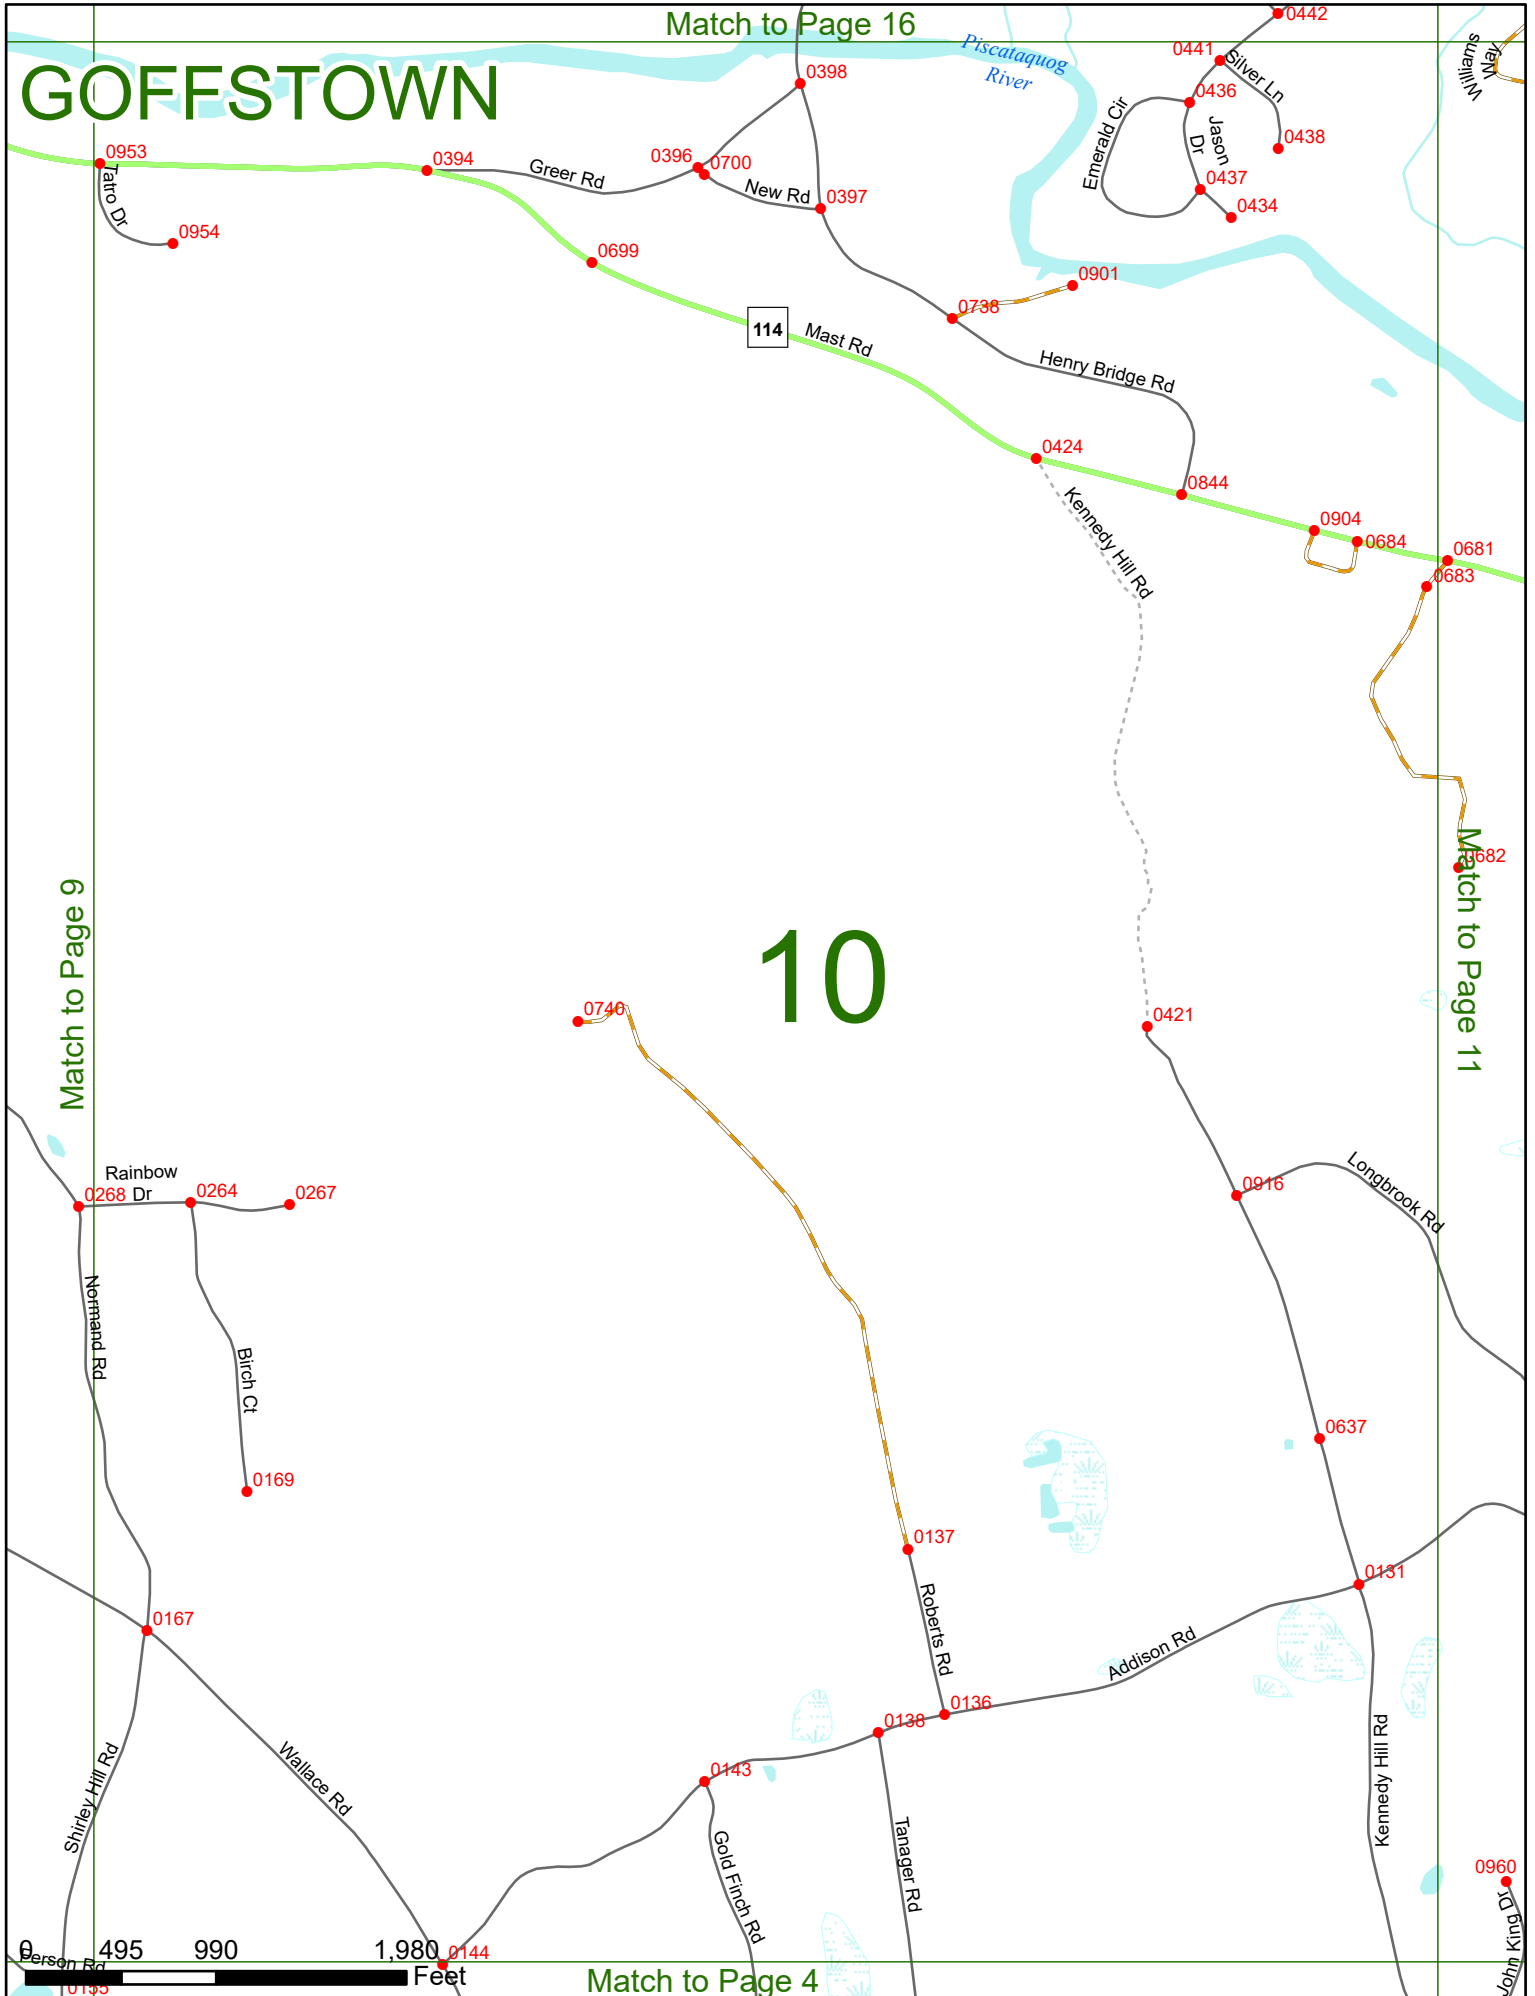 Match to Page 16
GOFFSTOWN
Piscataquog
River
0442
0441
Silver Ln
Williams
Way
0398
0436
Emerald Cir
Jason
Dr
0438
0953
0394
Greer Rd
0396
0700
New Rd
0397
0437
0434
Tatro Dr
0954
0699
0901
0738
114
Mast Rd
Henry Bridge Rd
0424
0844
Kennedy Hill Rd
0904
0684
0681
0683
0682
Match to Page 9
10
Match to Page 11
0740
0421
Rainbow
Dr
0268
0264
0267
0916
Longbrook Rd
Normand Rd
Birch Ct
0169
0637
0137
0131
0167
Roberts Rd
Addison Rd
0136
0138
Shirley Hill Rd
Wallace Rd
0143
Kennedy Hill Rd
Gold Finch Rd
Tanager Rd
0960
John King Dr
0 495 990 1,980
Feet
0144
Person Rd
0155
Match to Page 4